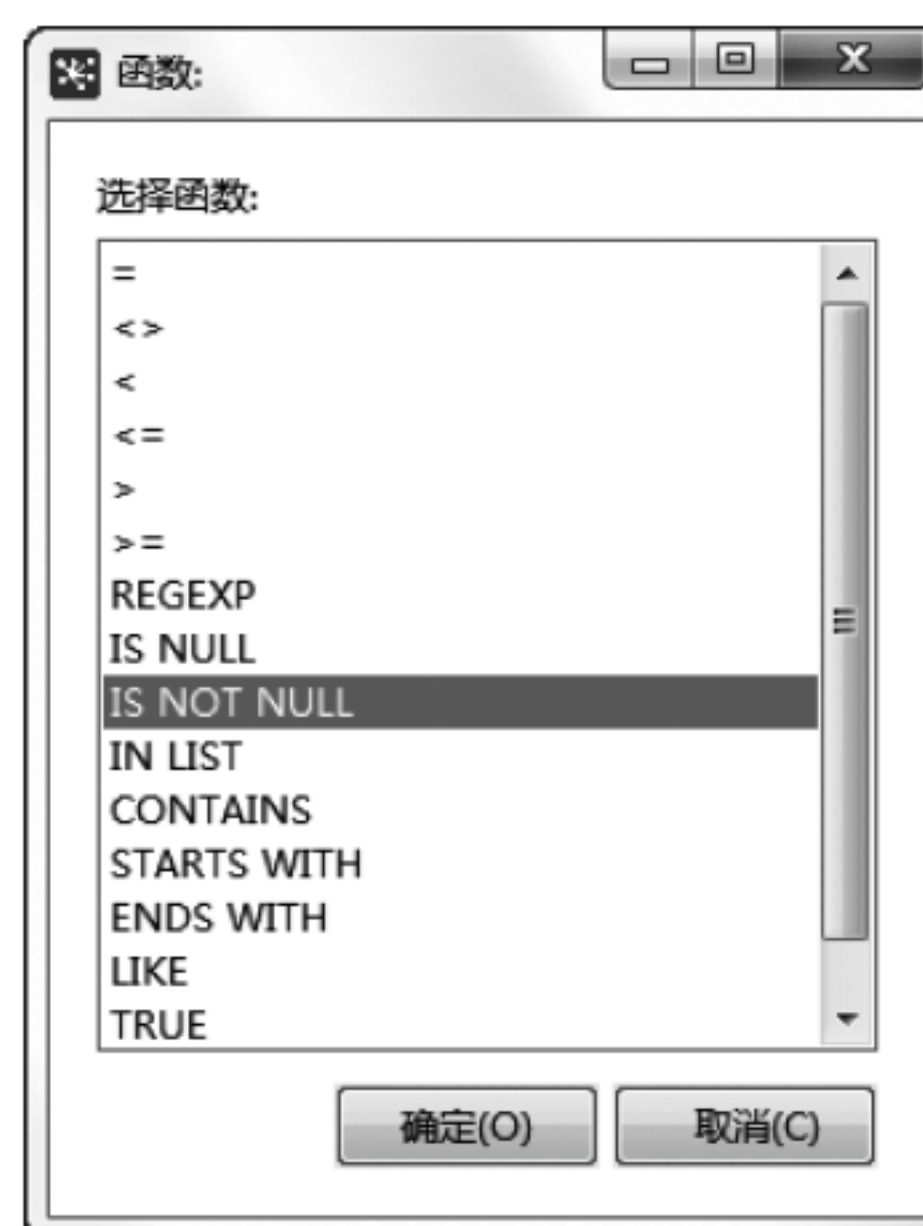 函数:
选择函数:
=
<>
<
<=
>
>=
REGEXP
IS NULL
IS NOT NULL
IN LIST
CONTAINS
STARTS WITH
ENDS WITH
LIKE
TRUE
确定(O) 取消(C)